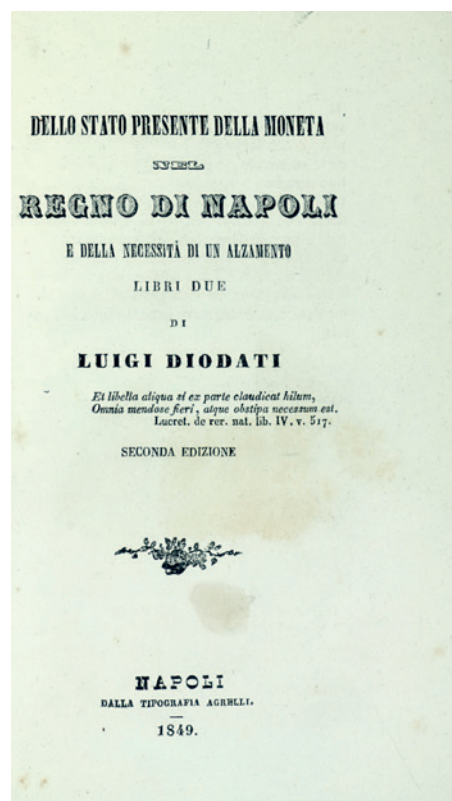 DELLO STATO PRESENTE DELLA MONETA
NEL
REGNO DI NAPOLI
E DELLA NECESSITÀ DI UN ALZAMENTO
LIBRI DUE
DI
LUIGI DIODATI
Et libella aliqua si ex parte claudicat hilum,
Omnia mendose fieri, atque obstipa necessum est.
Lucret. de rer. nat. lib. IV. v. 517.
SECONDA EDIZIONE
NAPOLI
DALLA TIPOGRAFIA AGRELLI.
1849.